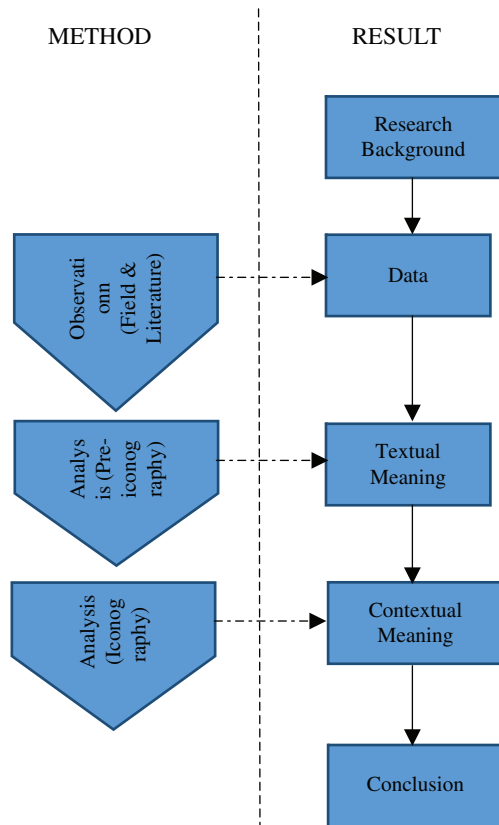 METHOD
RESULT
Research
Background
Observati
onn
(Field &
Literature)
Data
Analys
is (Pre-
iconog
raphy)
Textual
Meaning
Analysis
(Iconog
raphy)
Contextual
Meaning
Conclusion